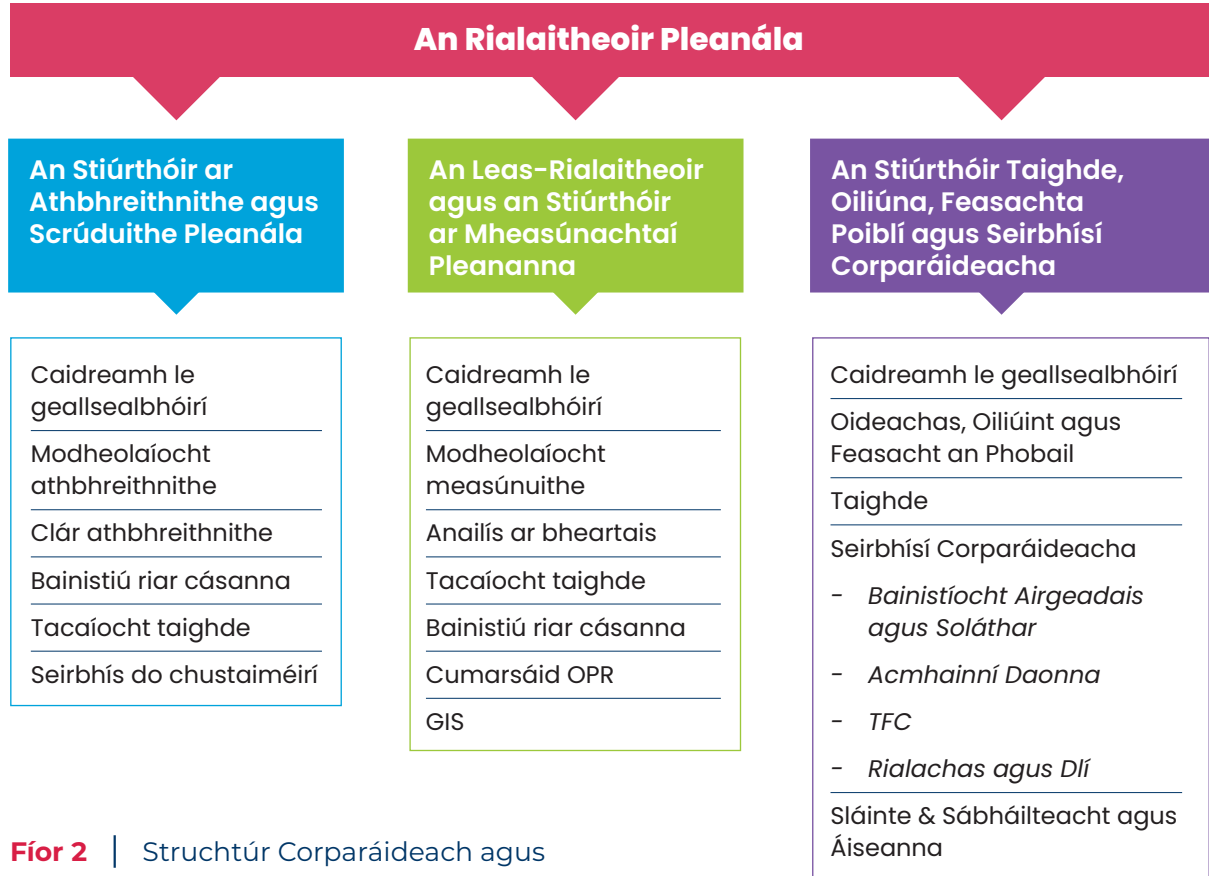 An Rialaitheoir Pleanála
An Stiúrthóir ar
Athbhreithnithe agus
Scrúduithe Pleanála
Caidreamh le
geallsealbhóirí
Modheolaíocht
athbhreithnithe
Clár athbhreithnithe
Bainistiú riar cásanna
Tacaíocht taighde
Seirbhís do chustaiméirí
An Leas-Rialaitheoir
agus an Stiúrthóir
ar Mheasúnachtaí
Pleananna
Caidreamh le
geallsealbhóirí
Modheolaíocht
measúnuithe
Anailís ar bheartais
Tacaíocht taighde
Bainistiú riar cásanna
Cumarsáid OPR
GIS
An Stiúrthóir Taighde,
Oiliúna, Feasachta
Poiblí agus Seirbhísí
Corparáideacha
Caidreamh le geallsealbhóirí
Oideachas, Oiliúint agus
Feasacht an Phobail
Taighde
Seirbhísí Corparáideacha
- Bainistíocht Airgeadais
agus Soláthar
- Acmhainní Daonna
- TFC
- Rialachas agus Dlí
Sláinte & Sábháilteacht agus
Áiseanna
Fíor 2 | Struchtúr Corparáideach agus